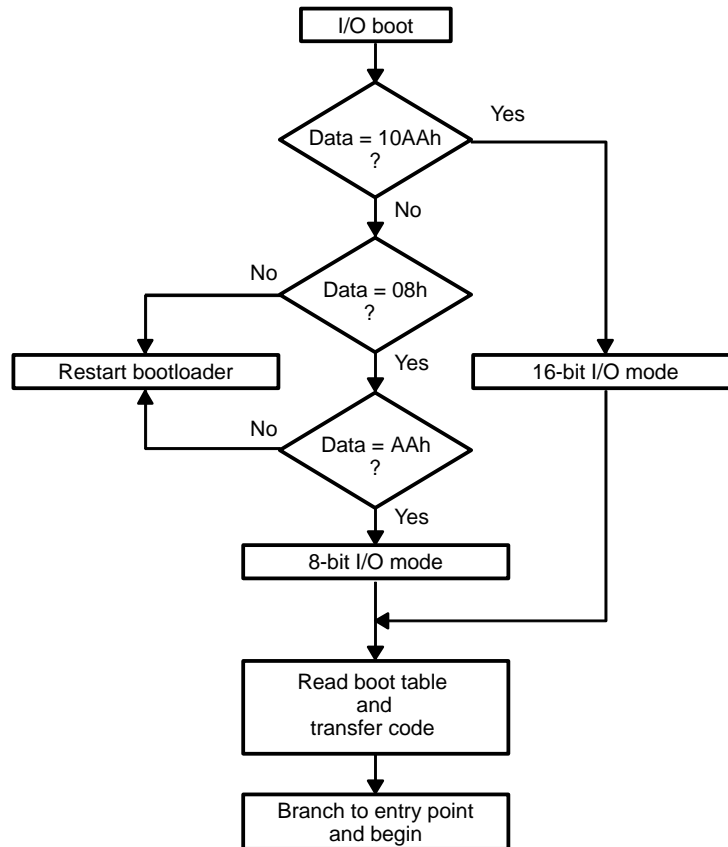 I/O boot
Yes
Data = 10AAh
?
No
No
Data = 08h
?
Yes
Restart bootloader
16-bit I/O mode
No
Data = AAh
?
Yes
8-bit I/O mode
Read boot table
and
transfer code
Branch to entry point
and begin